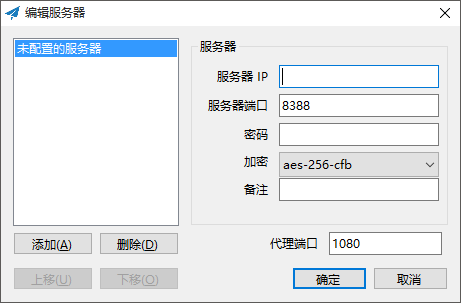 编辑服务器
未配置的服务器
服务器
服务器 IP
服务器端口 8388
密码
加密 aes-256-cfb
备注
添加(A) 删除(D) 代理端口 1080
上移(U) 下移(O) 确定 取消